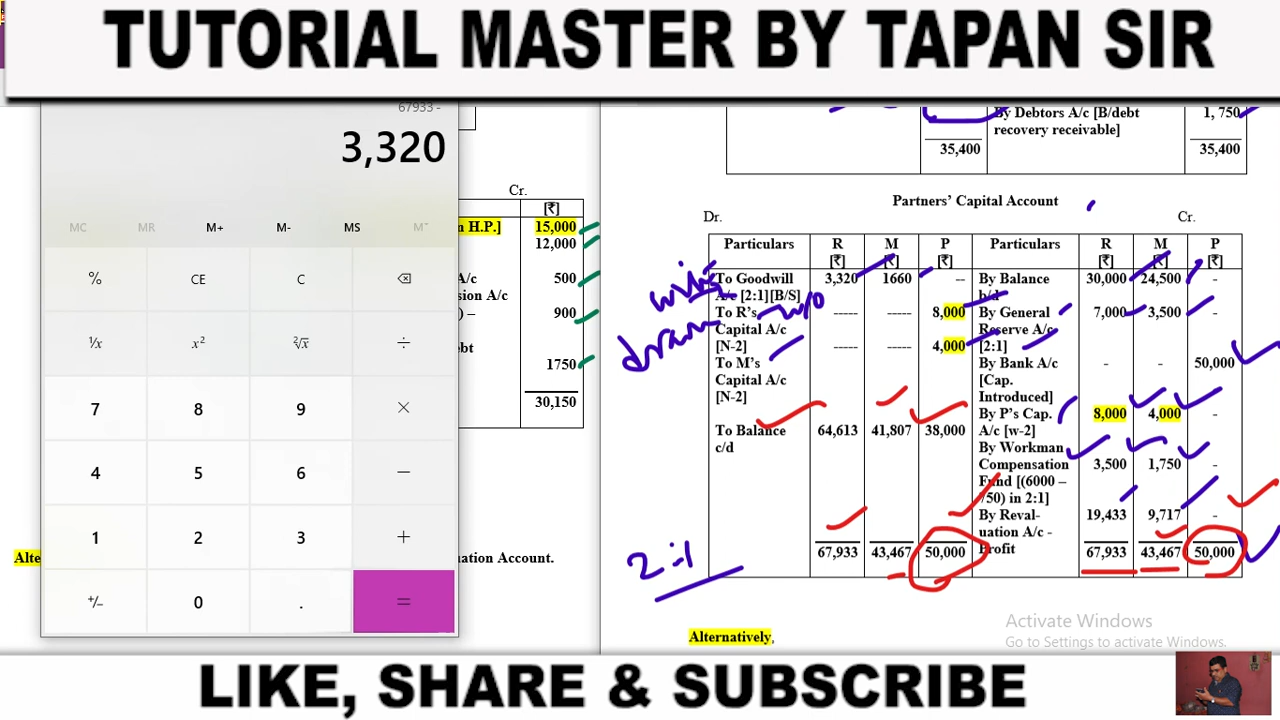 TUTORIAL MASTER BY TAPAN SIR
67933 -
3,320
MC MR M+ M- MS M
% CE C
¹/x x² ²√x ÷
7 8 9 ×
4 5 6 −
1 2 3 +
+/- 0 . =
Cr.
[₹]
n H.P.] 15,000
12,000
A/c 500
sion A/c
) – 900
ebt
1750
30,150
Alte
uation Account.
By Debtors A/c [B/debt 1, 750
recovery receivable]
35,400 35,400
Partners’ Capital Account
Dr. Cr.
Particulars R M P Particulars R M P
[₹] [₹] [₹] [₹] [₹] [₹]
To Goodwill 3,320 1660 -- By Balance 30,000 24,500 -
A/c [2:1][B/S] b/d
To R’s ----- ----- 8,000 By General 7,000 3,500 -
Capital A/c Reserve A/c
[N-2] ----- ----- 4,000 [2:1]
To M’s By Bank A/c - - 50,000
Capital A/c [Cap.
[N-2] Introduced]
By P’s Cap. 8,000 4,000 -
To Balance 64,613 41,807 38,000 A/c [w-2]
c/d By Workman
Compensation 3,500 1,750 -
Fund [(6000 –
750) in 2:1]
By Reval- 19,433 9,717 -
uation A/c -
67,933 43,467 50,000 Profit 67,933 43,467 50,000
w/o
2:1
Alternatively,
Activate Windows
Go to Settings to activate Windows.
LIKE, SHARE & SUBSCRIBE